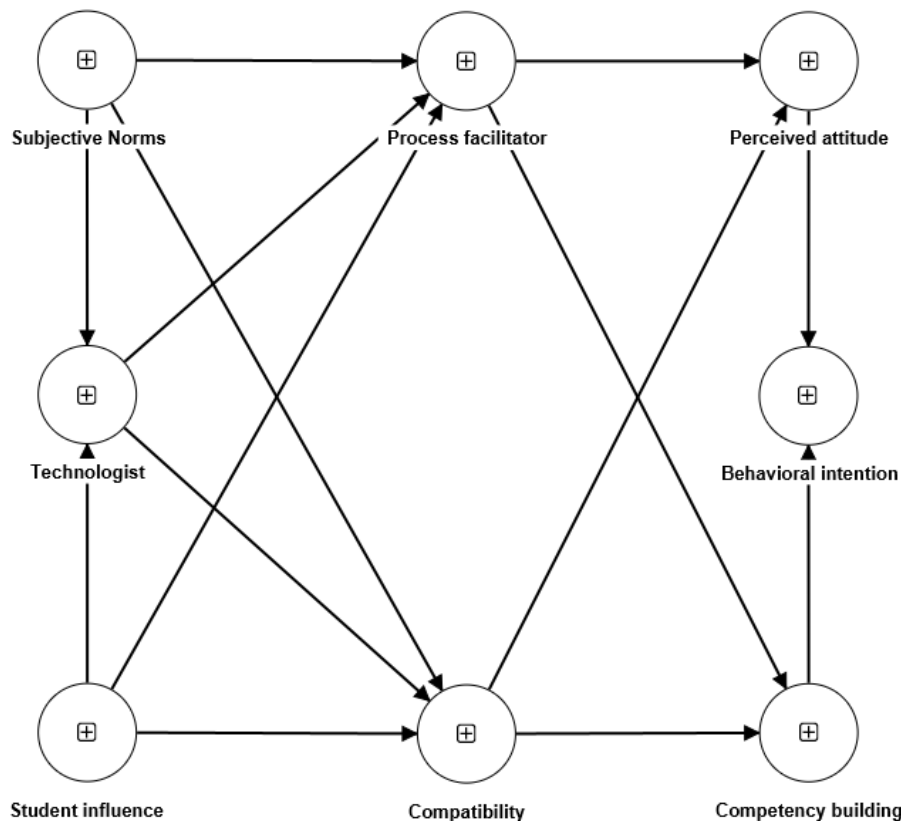 Subjective Norms
Process facilitator
Perceived attitude
Technologist
Behavioral intention
Student influence
Compatibility
Competency building